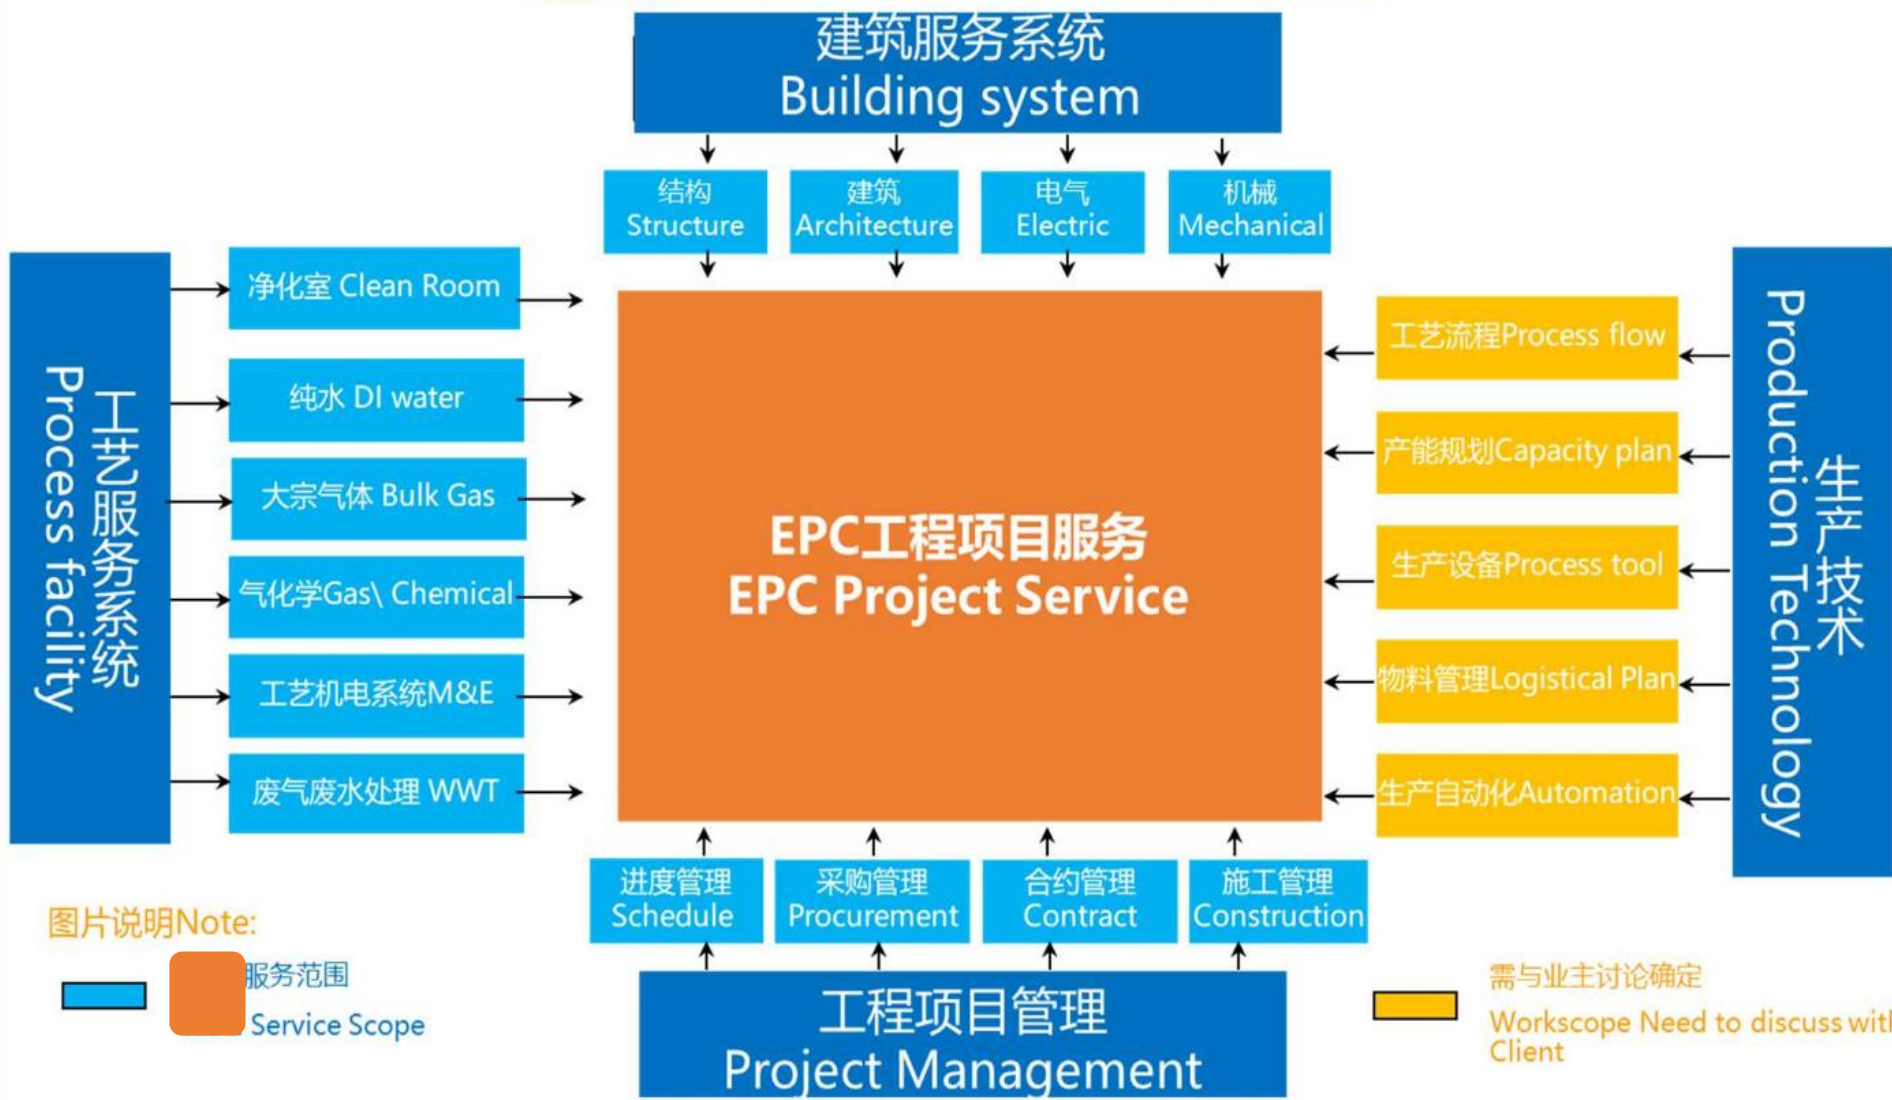 建筑服务系统
Building system
结构
Structure
建筑
Architecture
电气
Electric
机械
Mechanical
工艺服务系统
Process facility
净化室 Clean Room
纯水 DI water
大宗气体 Bulk Gas
气化学Gas\ Chemical
工艺机电系统M&E
废气废水处理 WWT
EPC工程项目服务
EPC Project Service
工艺流程Process flow
产能规划Capacity plan
生产设备Process tool
物料管理Logistical Plan
生产自动化Automation
生产技术
Production Technology
进度管理
Schedule
采购管理
Procurement
合约管理
Contract
施工管理
Construction
工程项目管理
Project Management
图片说明Note:
服务范围
Service Scope
需与业主讨论确定
Workscope Need to discuss with
Client